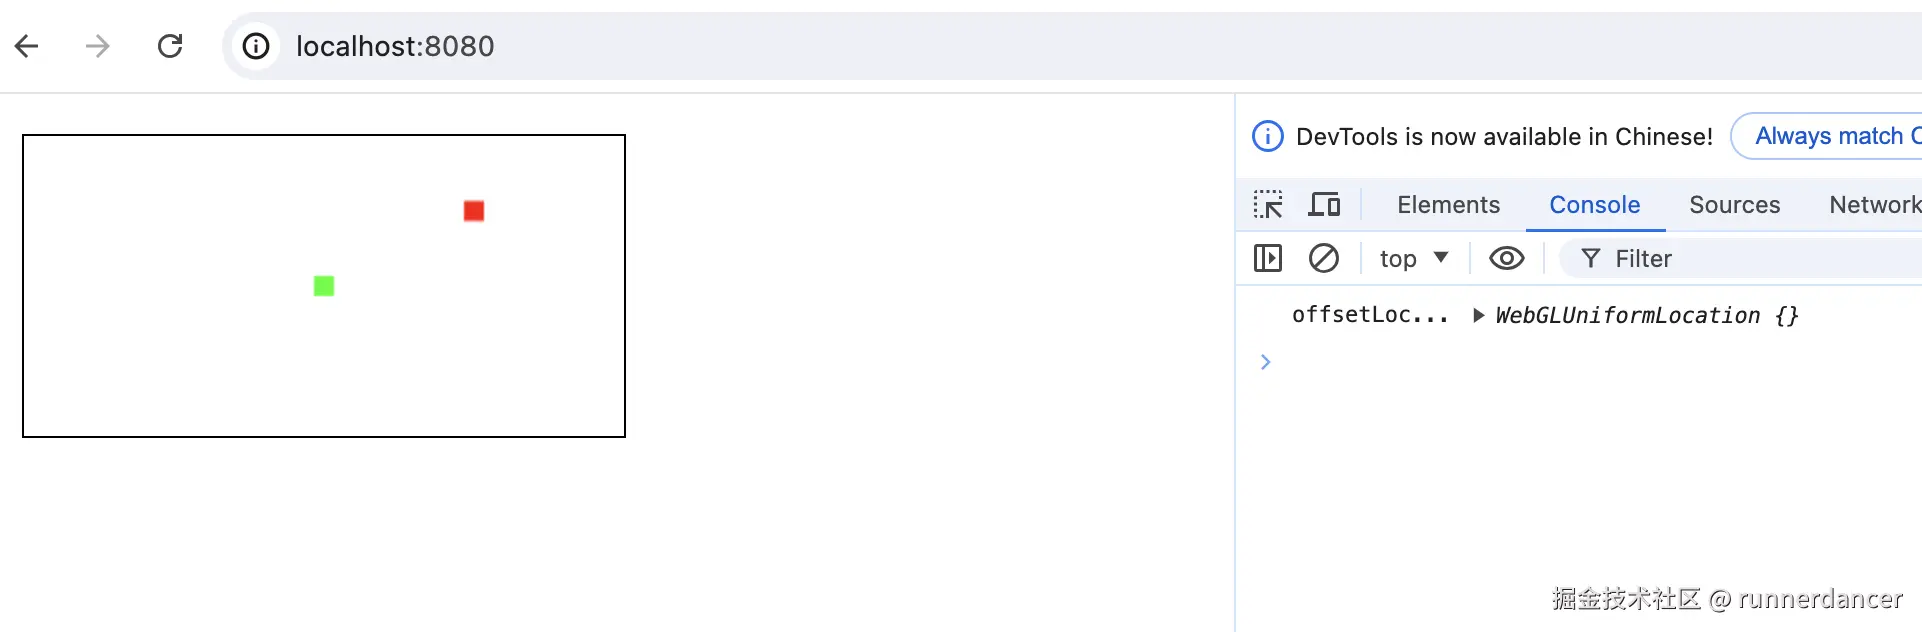 localhost:8080
DevTools is now available in Chinese!
Always match C
Elements
Console
Sources
Network
top
Filter
offsetLoc...
WebGLUniformLocation {}
掘金技术社区 @ runnerdancer